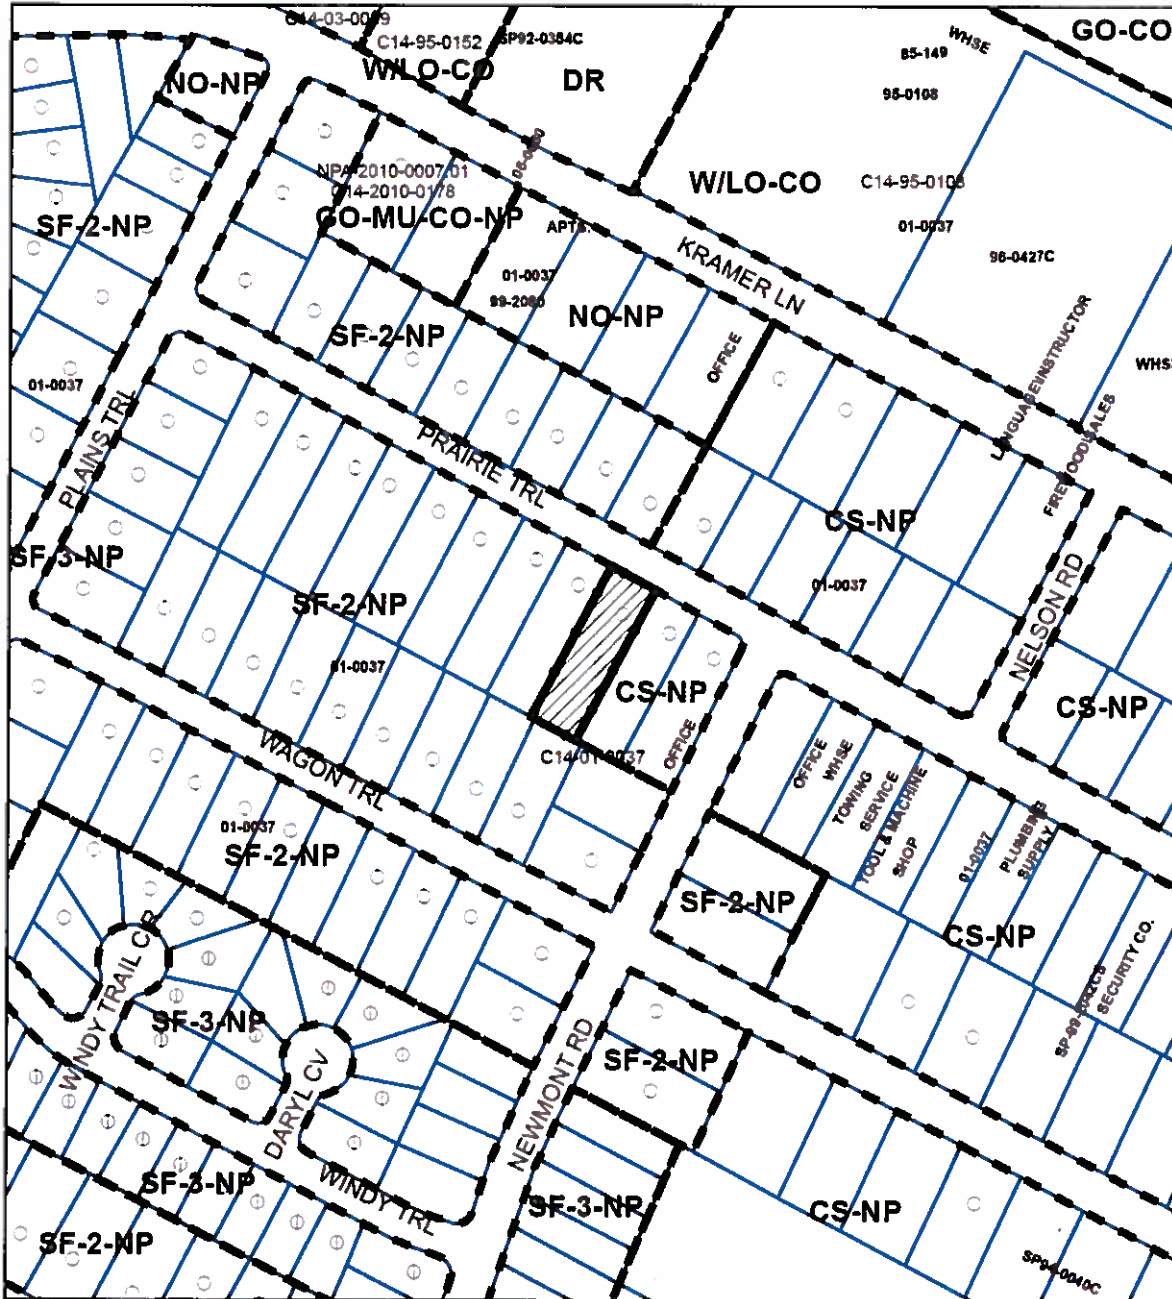 GO-CO
C14-95-0152
SP92-0384C
WHSE
85-149
W/LO-CO
DR
NO-NP
95-0108
NPA-2010-0007.01
C14-2010-0178
W/LO-CO
C14-95-0108
SF-2-NP
GO-MU-CO-NP
APTS.
01-0037
KRAMER LN
96-0427C
01-0037
99-2080
NO-NP
SF-2-NP
OFFICE
LANGUAGE INSTRUCTOR
01-0037
PLAINS TRL
PRAIRIE TRL
FIREWOOD SALES
CS-NP
SF-3-NP
01-0037
SF-2-NP
NELSON RD
01-0037
CS-NP
CS-NP
WAGON TRL
C14-01-0037
OFFICE
OFFICE
WHSE
TOWING
SERVICE
TOOL & MACHINE
SHOP
01-0037
PLUMBING
SUPPLY
01-0037
SF-2-NP
SF-2-NP
CS-NP
SECURITY CO.
WINDY TRAIL CIR
SF-3-NP
DARYL CV
NEWMONT RD
SF-2-NP
SF-3-NP
WINDY TRL
SF-3-NP
CS-NP
SF-2-NP
SP94-0040C